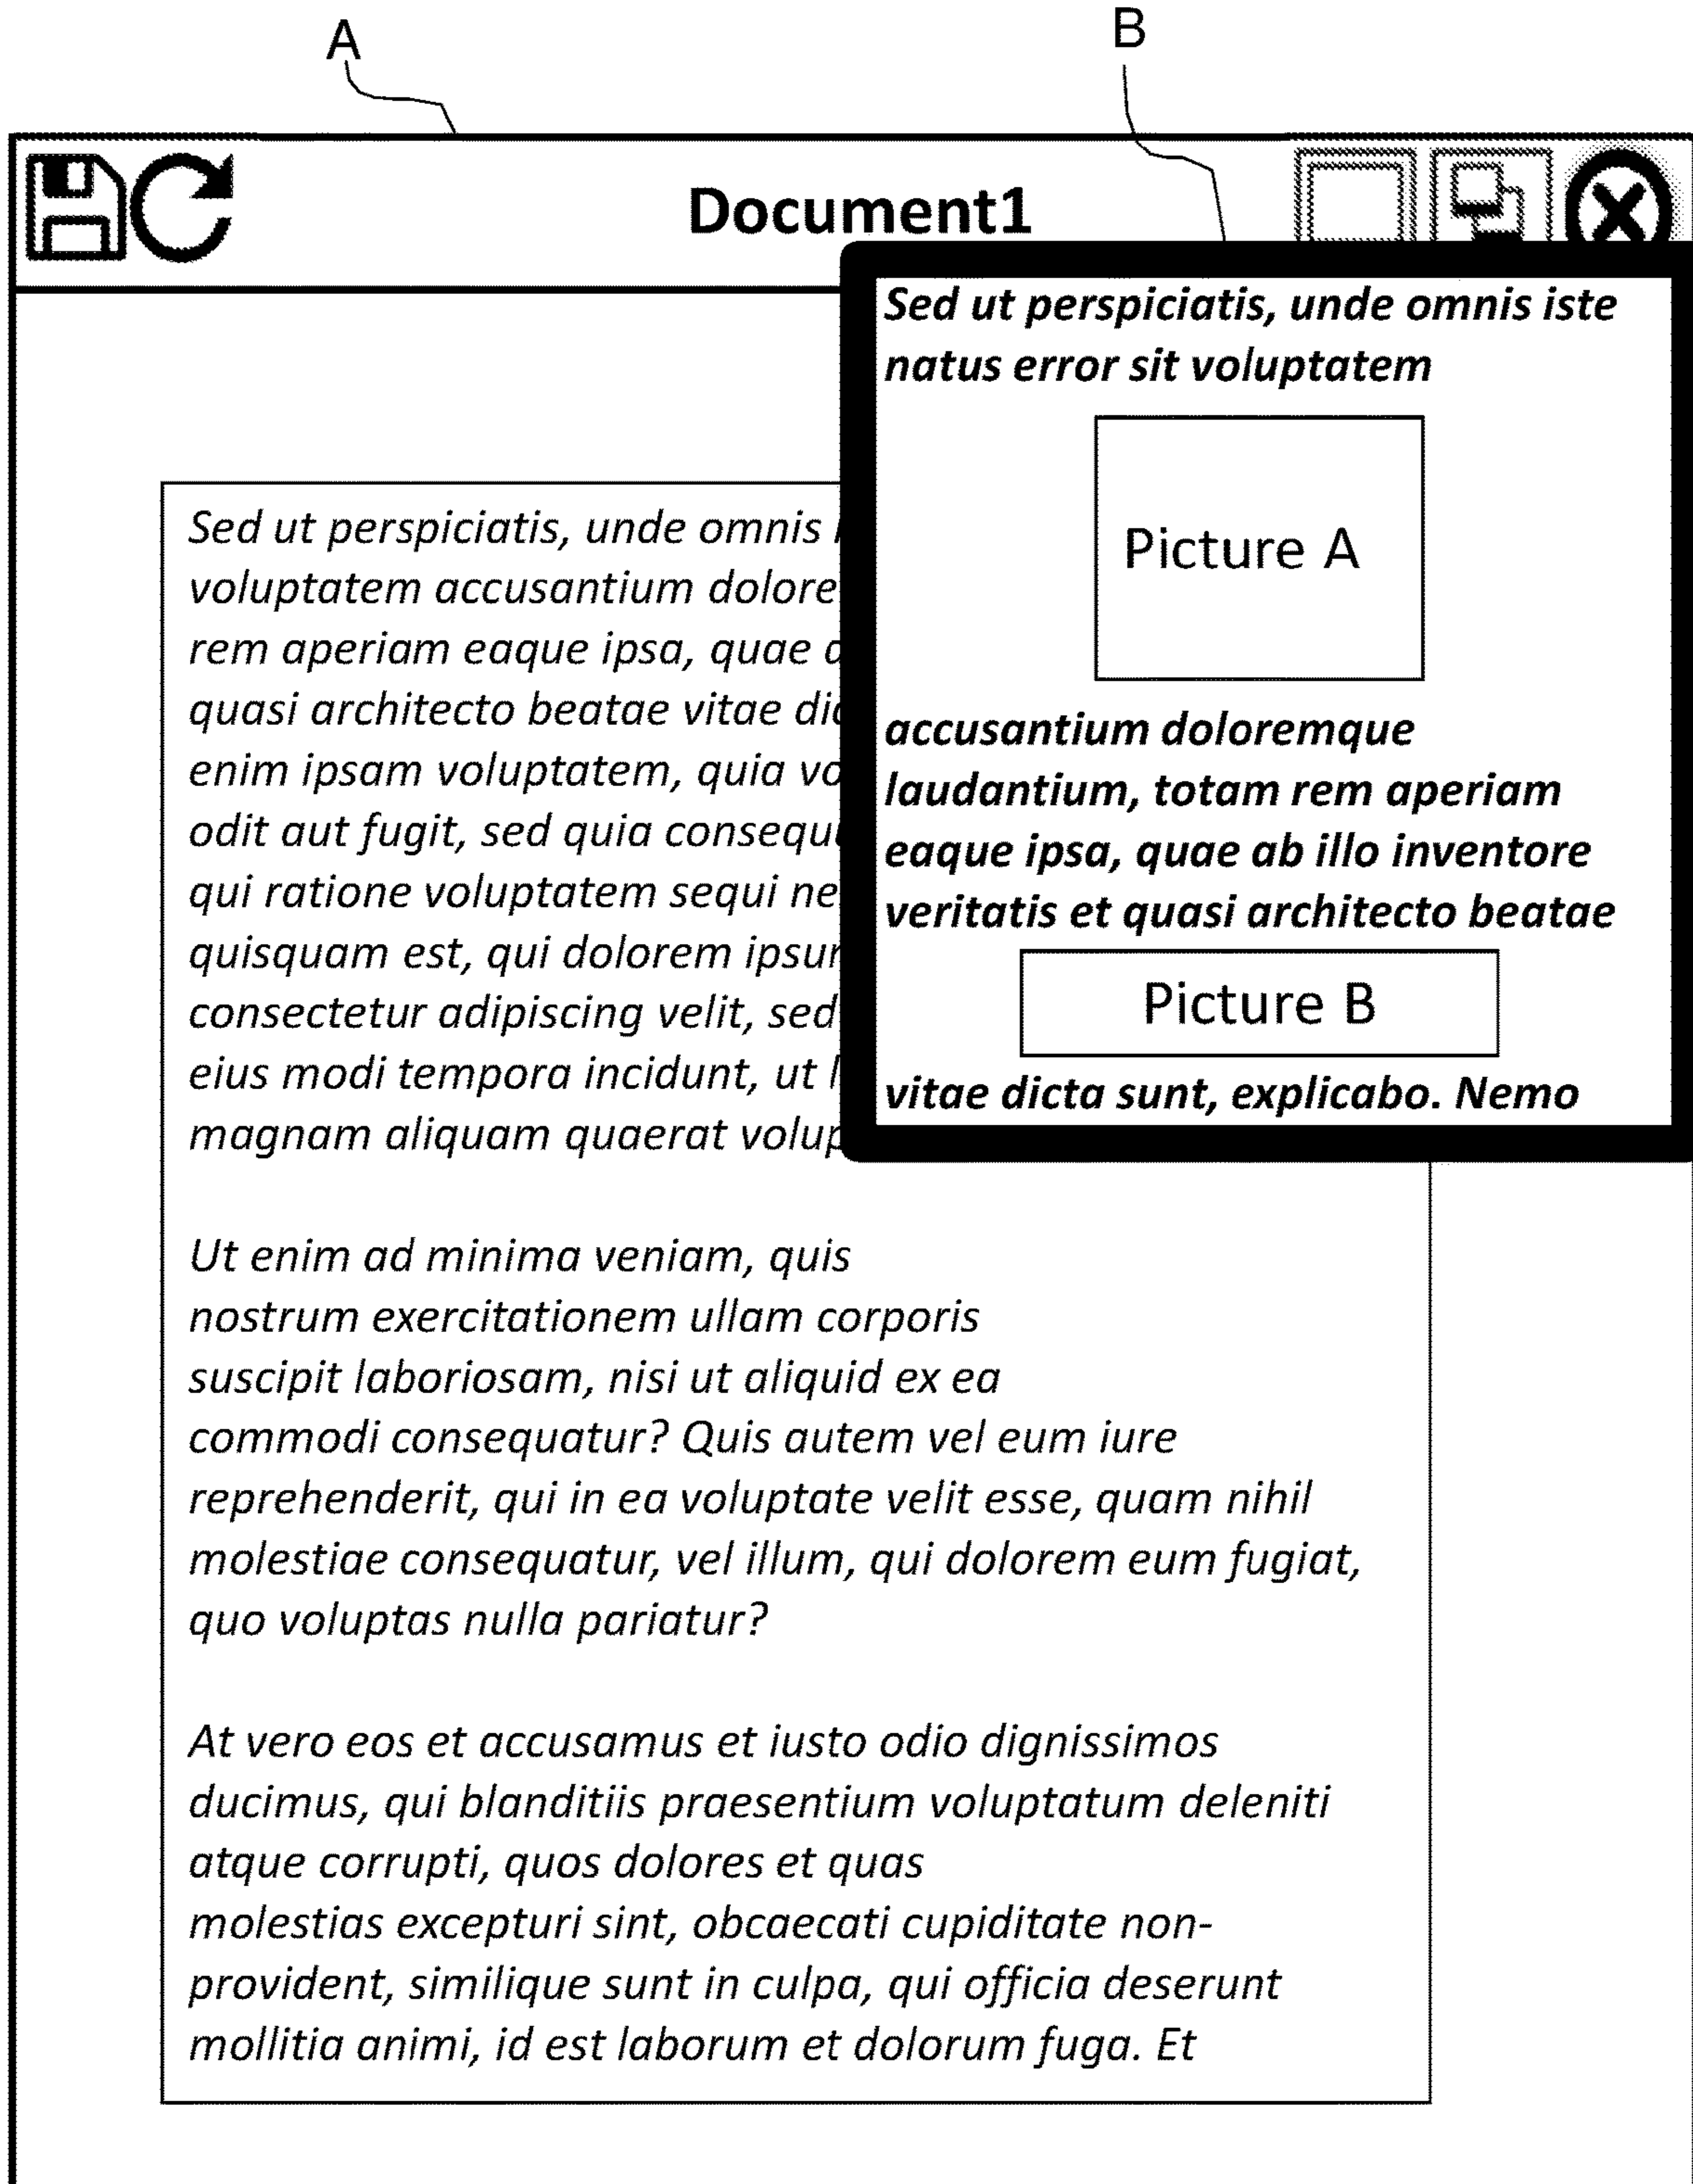 A
B
Document1
Sed ut perspiciatis, unde omnis iste
natus error sit voluptatem
Picture A
accusantium doloremque
laudantium, totam rem aperiam
eaque ipsa, quae ab illo inventore
veritatis et quasi architecto beatae
Picture B
vitae dicta sunt, explicabo. Nemo
Sed ut perspiciatis, unde omnis
voluptatem accusantium dolore
rem aperiam eaque ipsa, quae
quasi architecto beatae vitae dic
enim ipsam voluptatem, quia vo
odit aut fugit, sed quia consequ
qui ratione voluptatem sequi ne
quisquam est, qui dolorem ipsu
consectetur adipiscing velit, sed
eius modi tempora incidunt, ut l
magnam aliquam quaerat volup
Ut enim ad minima veniam, quis
nostrum exercitationem ullam corporis
suscipit laboriosam, nisi ut aliquid ex ea
commodi consequatur? Quis autem vel eum iure
reprehenderit, qui in ea voluptate velit esse, quam nihil
molestiae consequatur, vel illum, qui dolorem eum fugiat,
quo voluptas nulla pariatur?
At vero eos et accusamus et iusto odio dignissimos
ducimus, qui blanditiis praesentium voluptatum deleniti
atque corrupti, quos dolores et quas
molestias excepturi sint, obcaecati cupiditate non-
provident, similique sunt in culpa, qui officia deserunt
mollitia animi, id est laborum et dolorum fuga. Et